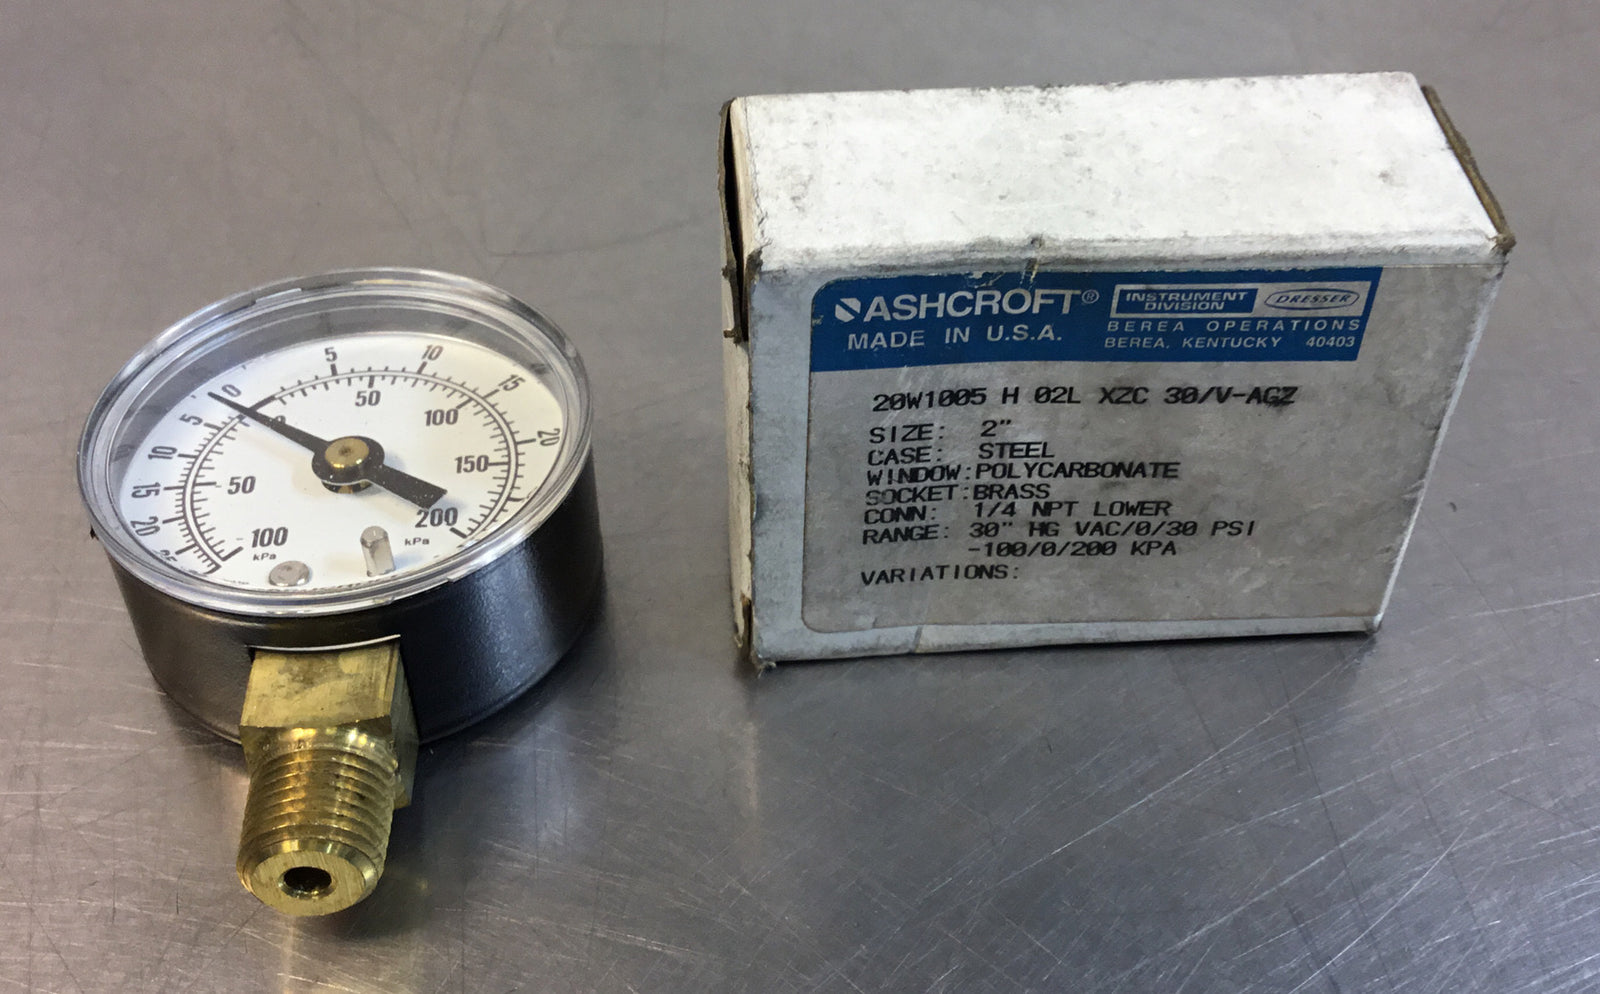 5 10
0 15
5 50 100
10 20
15 50 150
20 100 200
kPa kPa
25
ASHCROFT®
MADE IN U.S.A.
INSTRUMENT
DIVISION
DRESSER
BEREA OPERATIONS
BEREA, KENTUCKY 40403
20W1005 H 02L XZC 30/V-AGZ
SIZE: 2"
CASE: STEEL
WINDOW: POLYCARBONATE
SOCKET: BRASS
CONN: 1/4 NPT LOWER
RANGE: 30" HG VAC/0/30 PSI
-100/0/200 KPA
VARIATIONS: